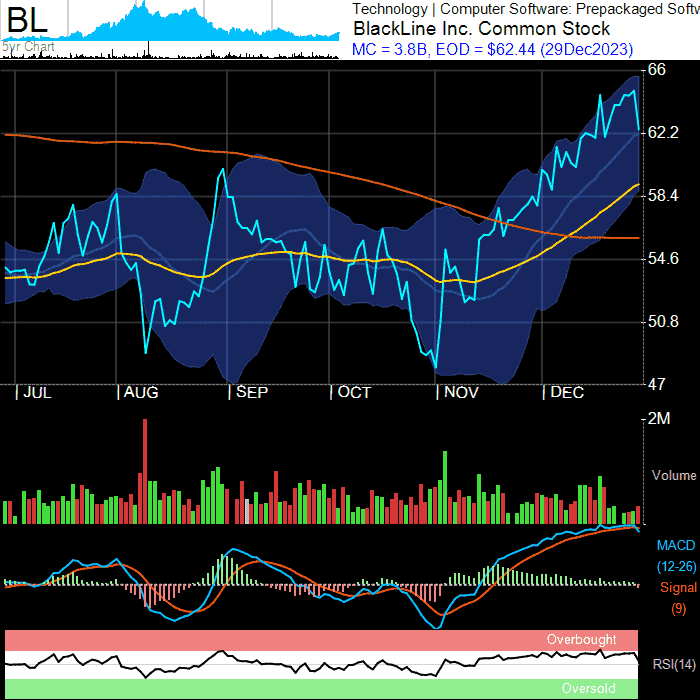 BL
5yr Chart
Technology | Computer Software: Prepackaged Softw
BlackLine Inc. Common Stock
MC = 3.8B, EOD = $62.44 (29Dec2023)
66
62.2
58.4
54.6
50.8
47
| JUL | AUG | SEP | OCT | NOV | DEC
2M
Volume
MACD
(12-26)
Signal
(9)
Overbought
RSI(14)
Oversold